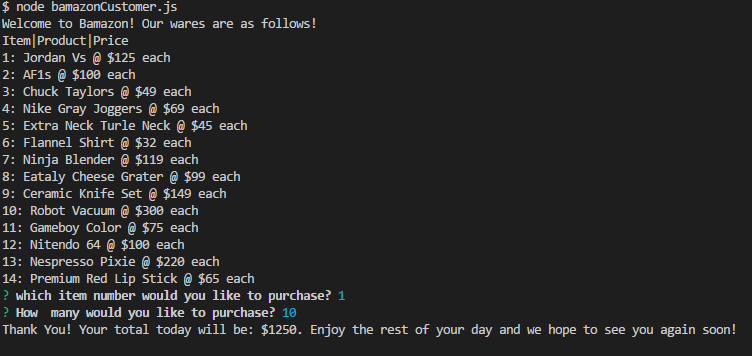 $ node bamazonCustomer.js
Welcome to Bamazon! Our wares are as follows!
Item|Product|Price
1: Jordan Vs @ $125 each
2: AF1s @ $100 each
3: Chuck Taylors @ $49 each
4: Nike Gray Joggers @ $69 each
5: Extra Neck Turle Neck @ $45 each
6: Flannel Shirt @ $32 each
7: Ninja Blender @ $119 each
8: Eataly Cheese Grater @ $99 each
9: Ceramic Knife Set @ $149 each
10: Robot Vacuum @ $300 each
11: Gameboy Color @ $75 each
12: Nitendo 64 @ $100 each
13: Nespresso Pixie @ $220 each
14: Premium Red Lip Stick @ $65 each
? which item number would you like to purchase? 1
? How  many would you like to purchase? 10
Thank You! Your total today will be: $1250. Enjoy the rest of your day and we hope to see you again soon!